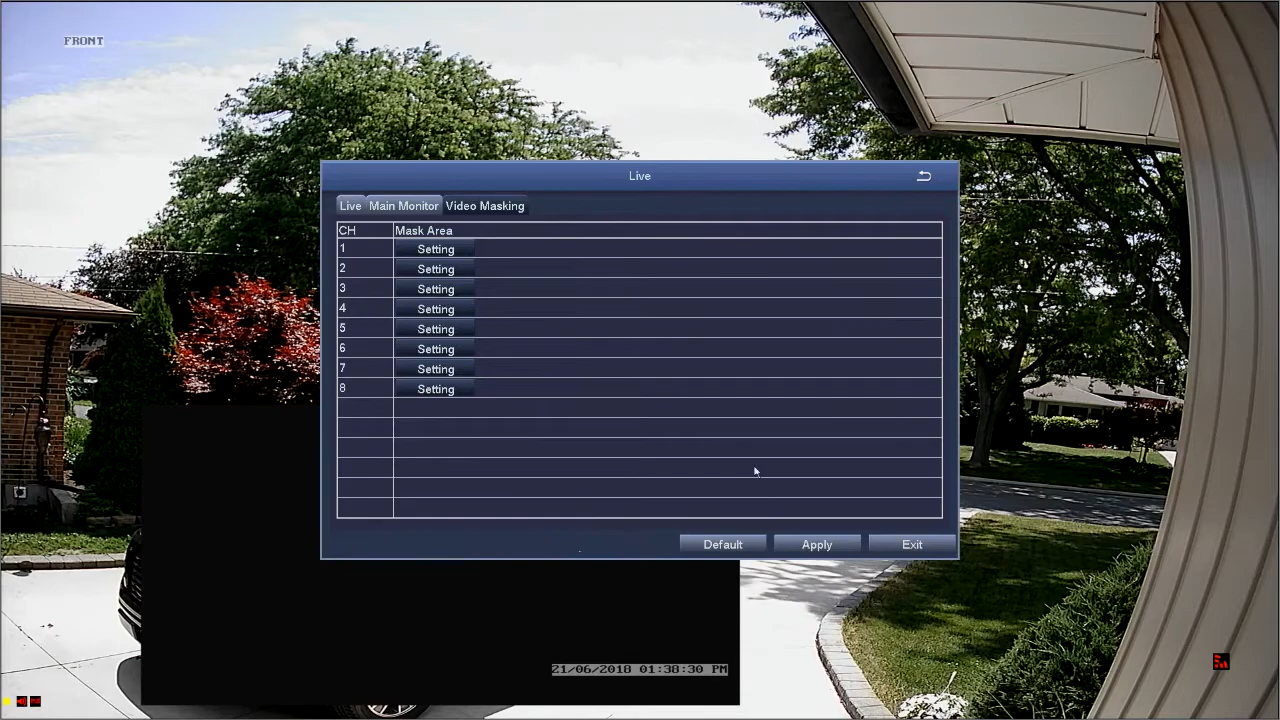 FRONT
Live
Live Main Monitor Video Masking
CH Mask Area
1 Setting
2 Setting
3 Setting
4 Setting
5 Setting
6 Setting
7 Setting
8 Setting
Default Apply Exit
21/06/2018 01:38:30 PM